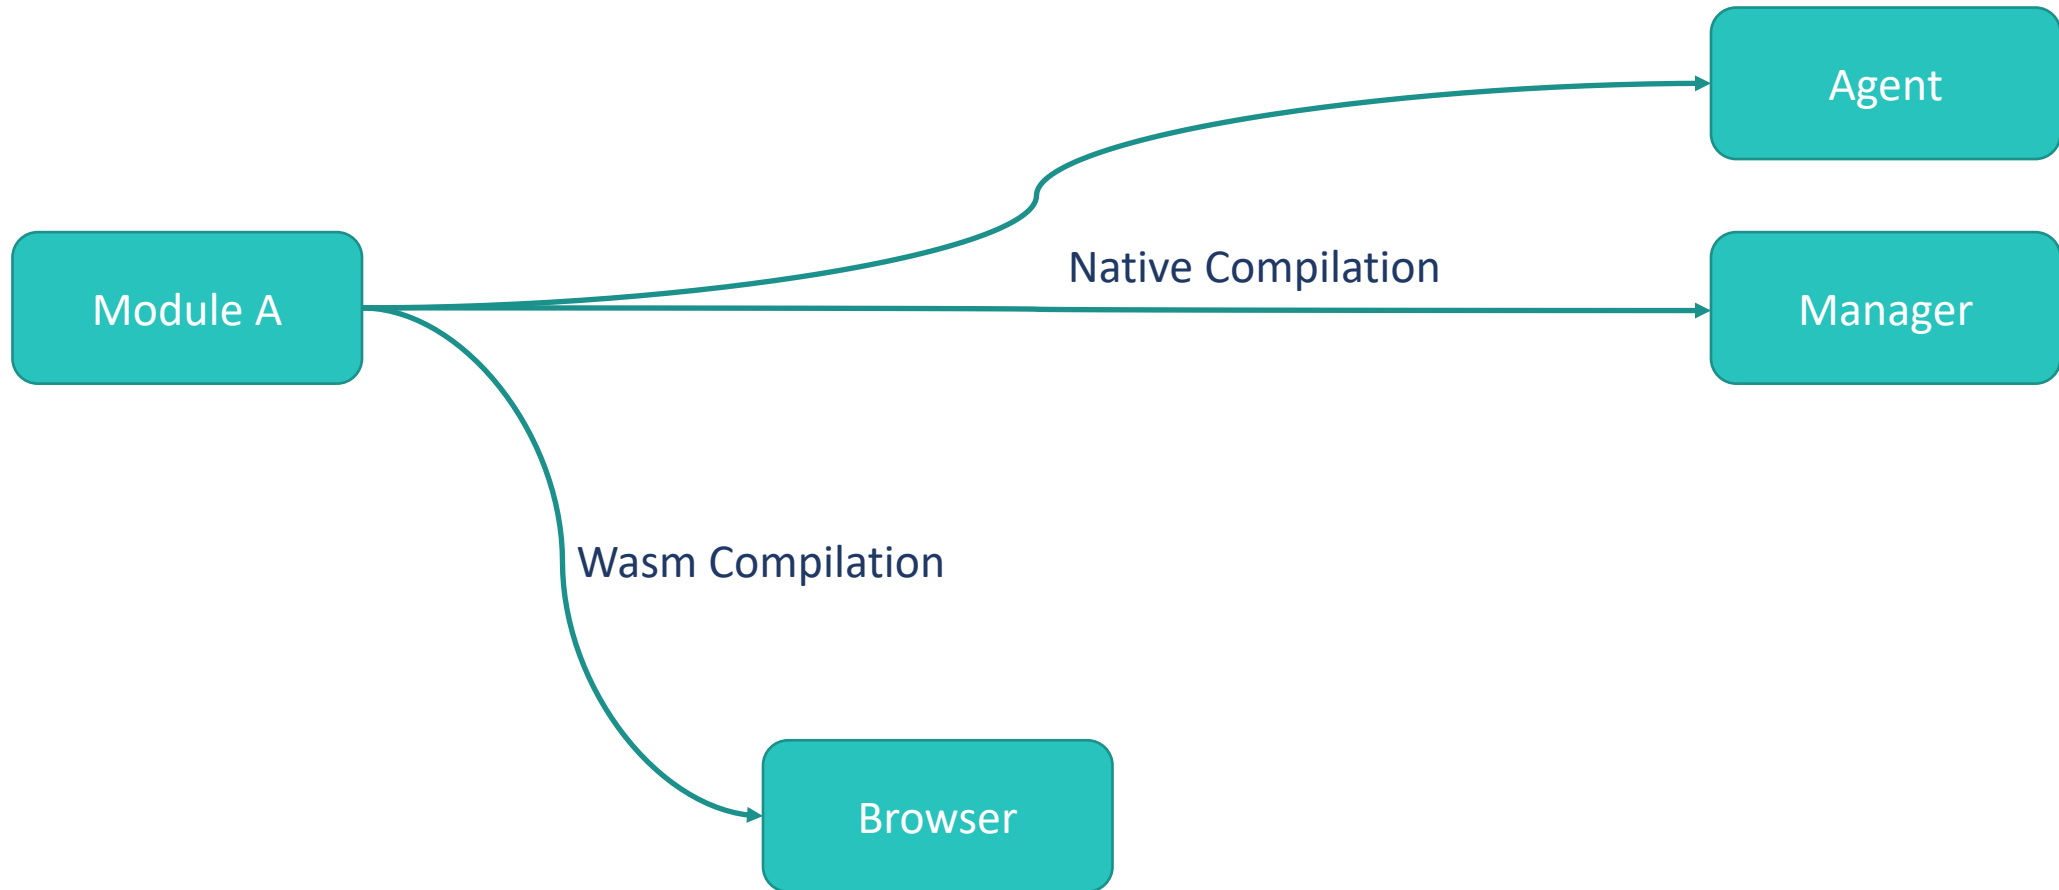 Agent
Native Compilation
Module A
Manager
Wasm Compilation
Browser